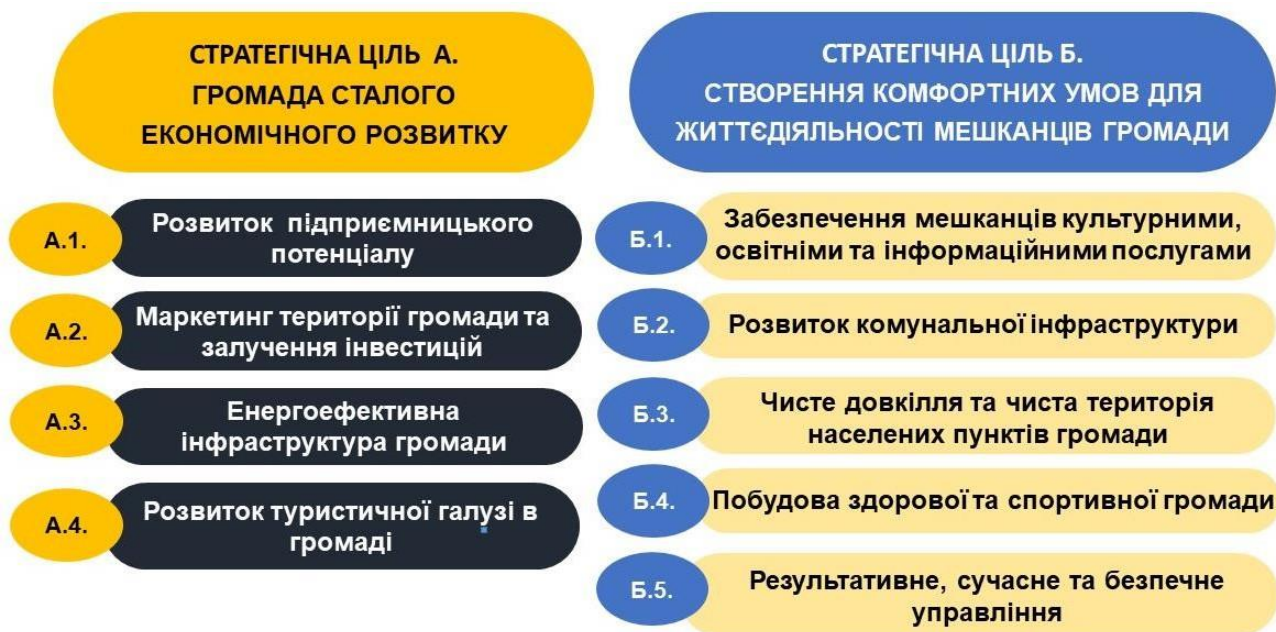 СТРАТЕГІЧНА ЦІЛЬ А.
ГРОМАДА СТАЛОГО
ЕКОНОМІЧНОГО РОЗВИТКУ
А.1.
Розвиток підприємницького
потенціалу
А.2.
Маркетинг території громади та
залучення інвестицій
А.3.
Енергоефективна
інфраструктура громади
А.4.
Розвиток туристичної галузі в
громаді
СТРАТЕГІЧНА ЦІЛЬ Б.
СТВОРЕННЯ КОМФОРТНИХ УМОВ ДЛЯ
ЖИТТЄДІЯЛЬНОСТІ МЕШКАНЦІВ ГРОМАДИ
Б.1.
Забезпечення мешканців культурними,
освітніми та інформаційними послугами
Б.2.
Розвиток комунальної інфраструктури
Б.3.
Чисте довкілля та чиста територія
населених пунктів громади
Б.4.
Побудова здорової та спортивної громади
Б.5.
Результативне, сучасне та безпечне
управління